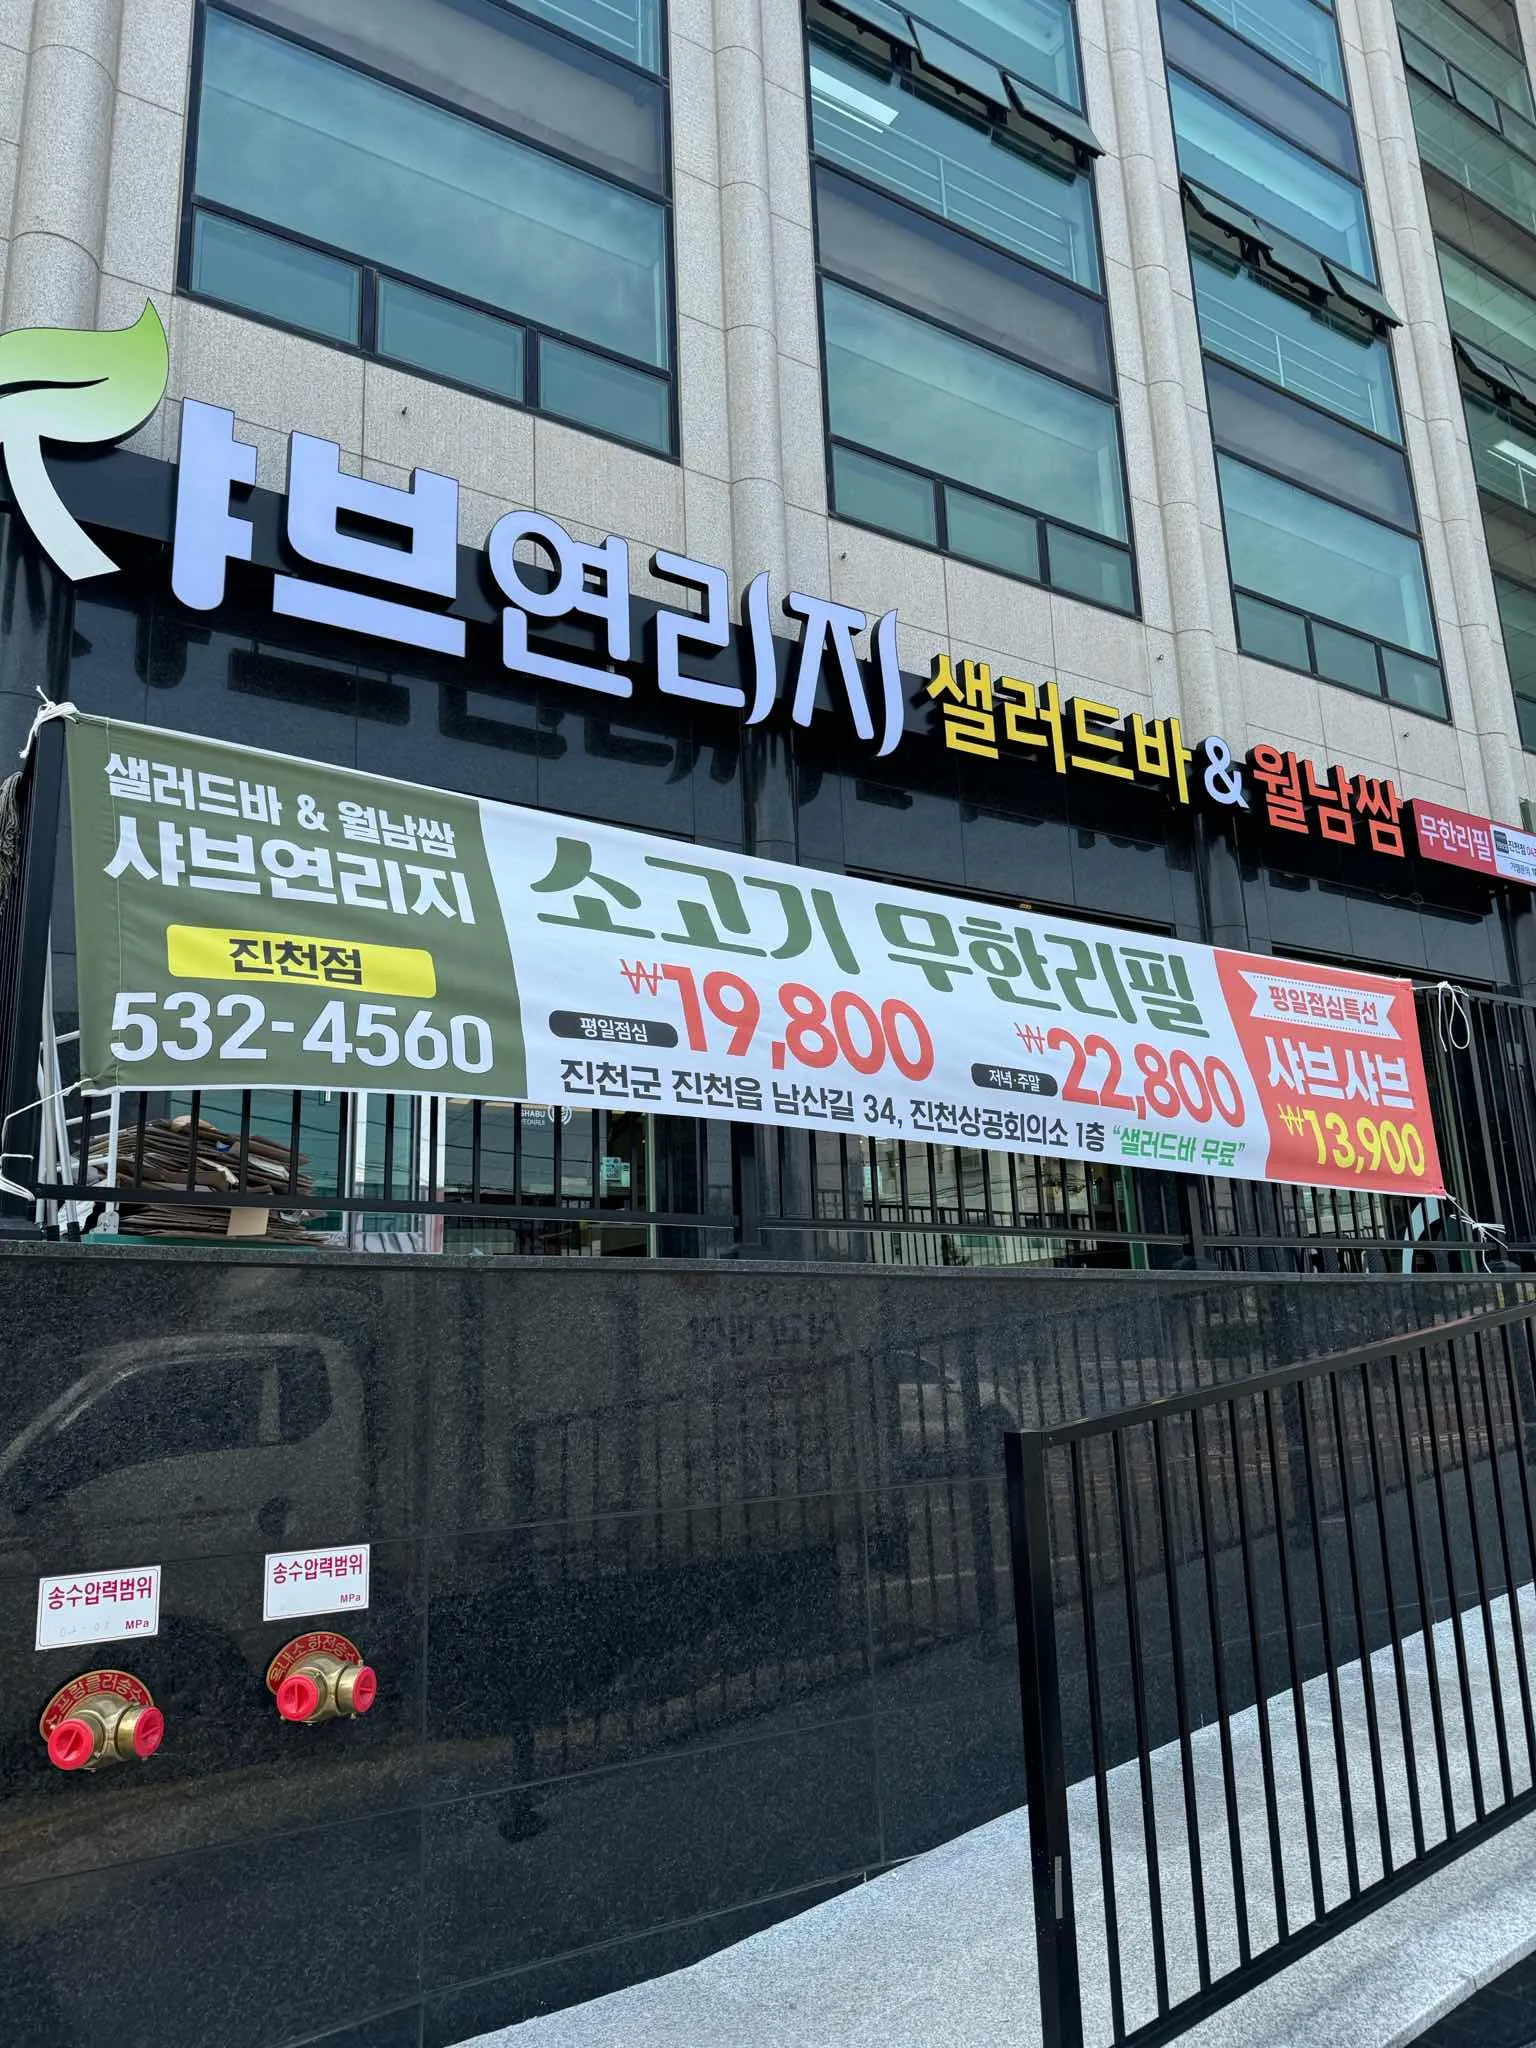 샤브연리지 샐러드바 & 월남쌈 무한리필
진천점
샐러드바 & 월남쌈
샤브연리지
진천점
532-4560
소고기 무한리필
평일점심 ₩19,800
저녁·주말 ₩22,800
진천군 진천읍 남산길 34, 진천상공회의소 1층 "샐러드바 무료"
평일점심특선
샤브샤브
₩13,900
SHABU
송수압력범위
MPa
송수압력범위
MPa